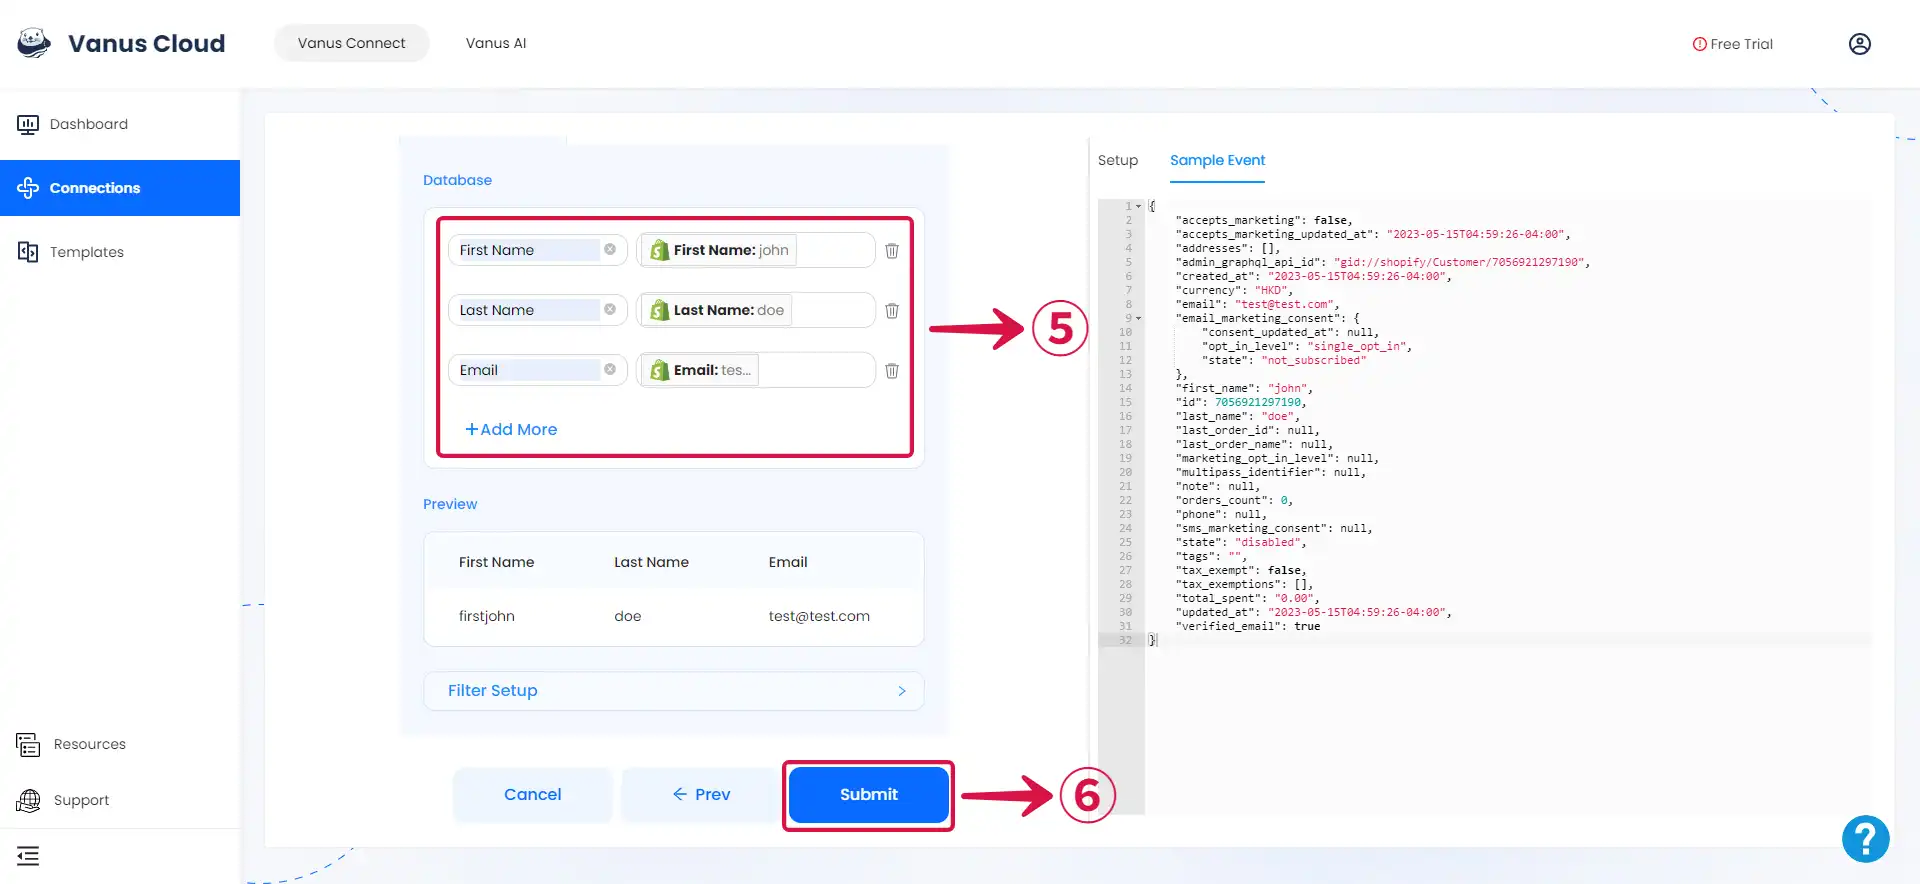 Vanus Cloud
Vanus Connect
Vanus AI
Free Trial
Dashboard
Connections
Templates
Resources
Support
Database
First Name
First Name: john
Last Name
Last Name: doe
Email
Email: tes...
+Add More
5
Preview
First Name Last Name Email
firstjohn doe test@test.com
Filter Setup
Cancel
← Prev
Submit
6
Setup
Sample Event
1 {
2 "accepts_marketing": false,
3 "accepts_marketing_updated_at": "2023-05-15T04:59:26-04:00",
4 "addresses": [],
5 "admin_graphql_api_id": "gid://shopify/Customer/7056921297190",
6 "created_at": "2023-05-15T04:59:26-04:00",
7 "currency": "HKD",
8 "email": "test@test.com",
9 "email_marketing_consent": {
10 "consent_updated_at": null,
11 "opt_in_level": "single_opt_in",
12 "state": "not_subscribed"
13 },
14 "first_name": "john",
15 "id": 7056921297190,
16 "last_name": "doe",
17 "last_order_id": null,
18 "last_order_name": null,
19 "marketing_opt_in_level": null,
20 "multipass_identifier": null,
21 "note": null,
22 "orders_count": 0,
23 "phone": null,
24 "sms_marketing_consent": null,
25 "state": "disabled",
26 "tags": "",
27 "tax_exempt": false,
28 "tax_exemptions": [],
29 "total_spent": "0.00",
30 "updated_at": "2023-05-15T04:59:26-04:00",
31 "verified_email": true
32 }
?